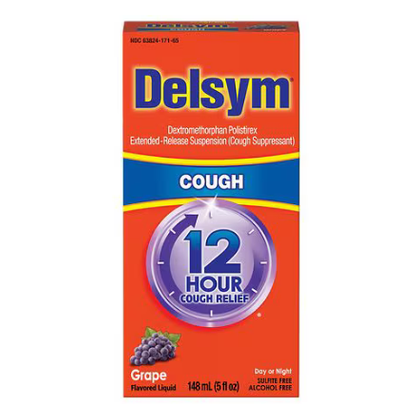 NDC 63824-171-65
Delsym®
Dextromethorphan Polistirex
Extended-Release Suspension (Cough Suppressant)
COUGH
12
HOUR
COUGH RELIEF
®
Grape
Flavored Liquid
148 mL (5 fl oz)
Day or Night
SULFITE FREE
ALCOHOL FREE